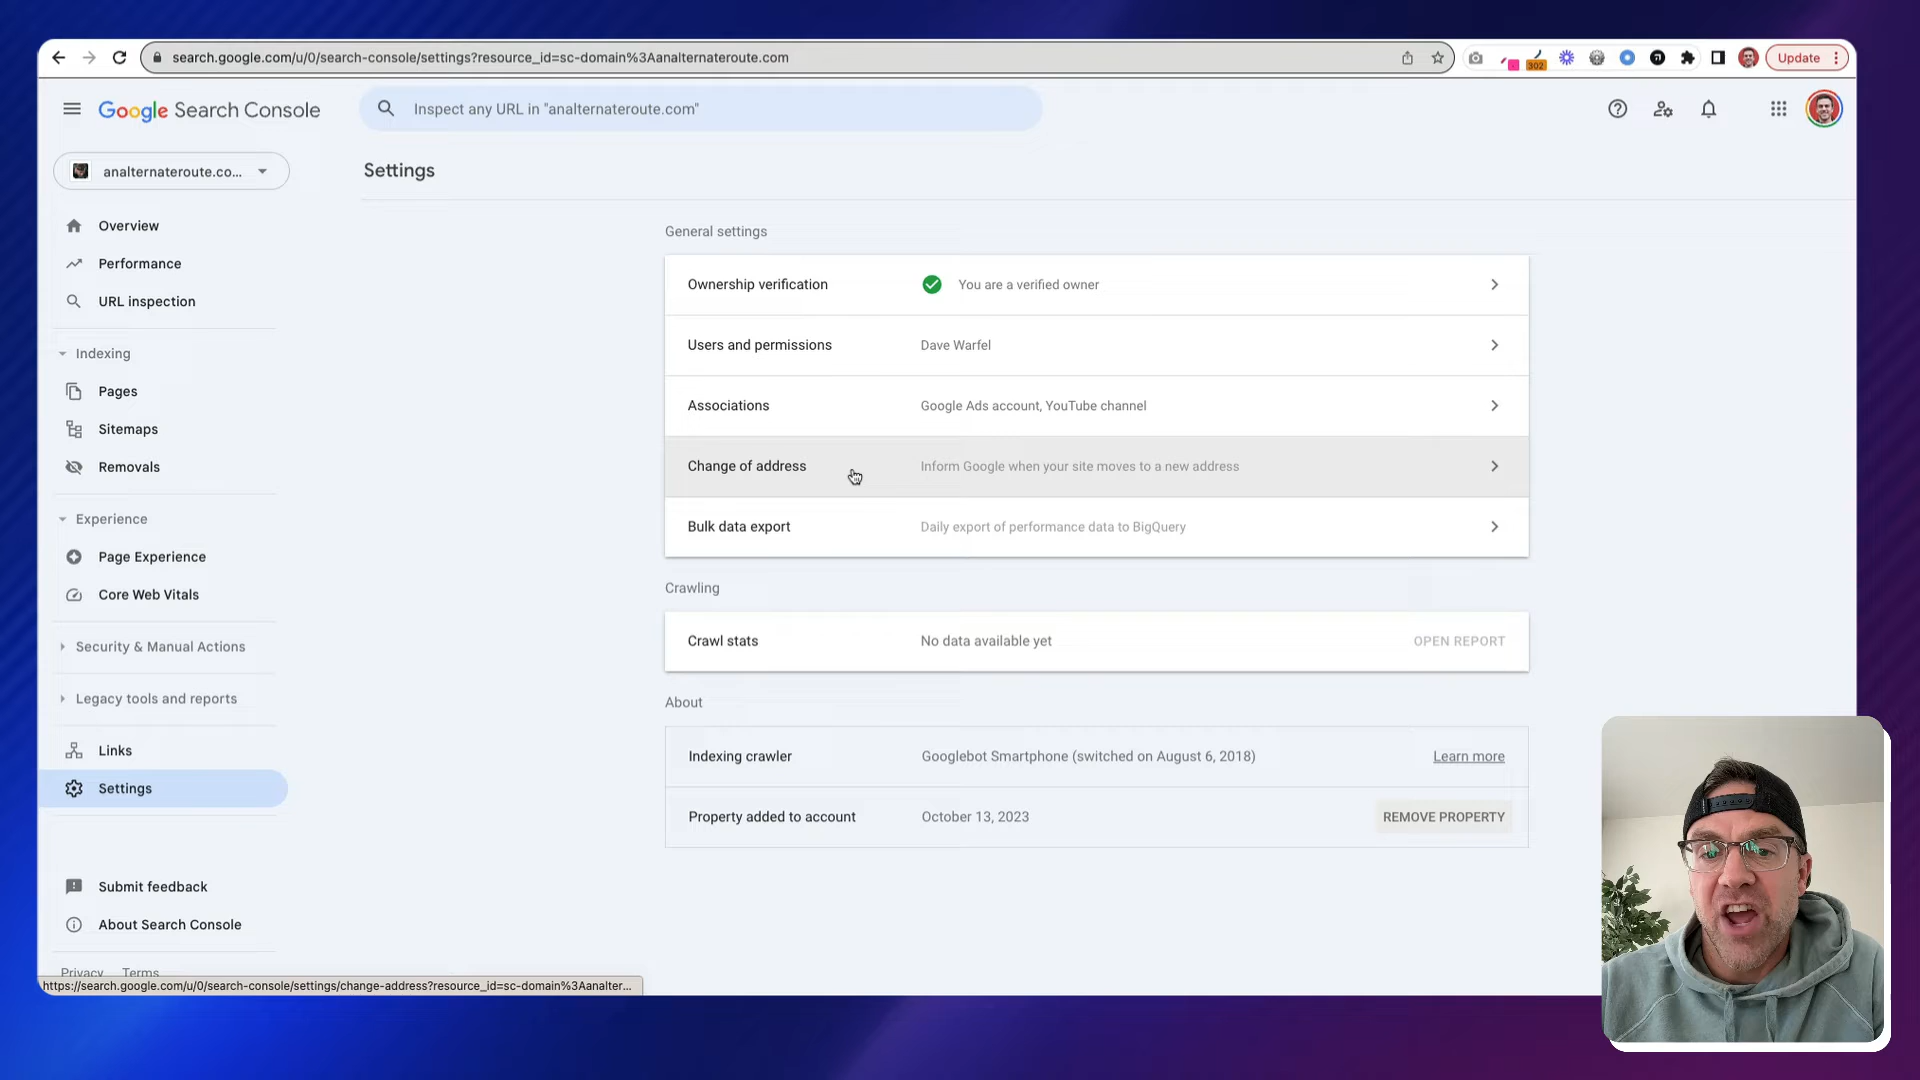 search.google.com/u/0/search-console/settings?resource_id=sc-domain%3Aanalternateroute.com
302
Update
Google Search Console
Inspect any URL in "analternateroute.com"
analternateroute.co...
Settings
Overview
Performance
URL inspection
Indexing
Pages
Sitemaps
Removals
Experience
Page Experience
Core Web Vitals
Security & Manual Actions
Legacy tools and reports
Links
Settings
Submit feedback
About Search Console
Privacy Terms
https://search.google.com/u/0/search-console/settings/change-address?resource_id=sc-domain%3Aanalter...
General settings
Ownership verification You are a verified owner
Users and permissions Dave Warfel
Associations Google Ads account, YouTube channel
Change of address Inform Google when your site moves to a new address
Bulk data export Daily export of performance data to BigQuery
Crawling
Crawl stats No data available yet OPEN REPORT
About
Indexing crawler Googlebot Smartphone (switched on August 6, 2018) Learn more
Property added to account October 13, 2023 REMOVE PROPERTY